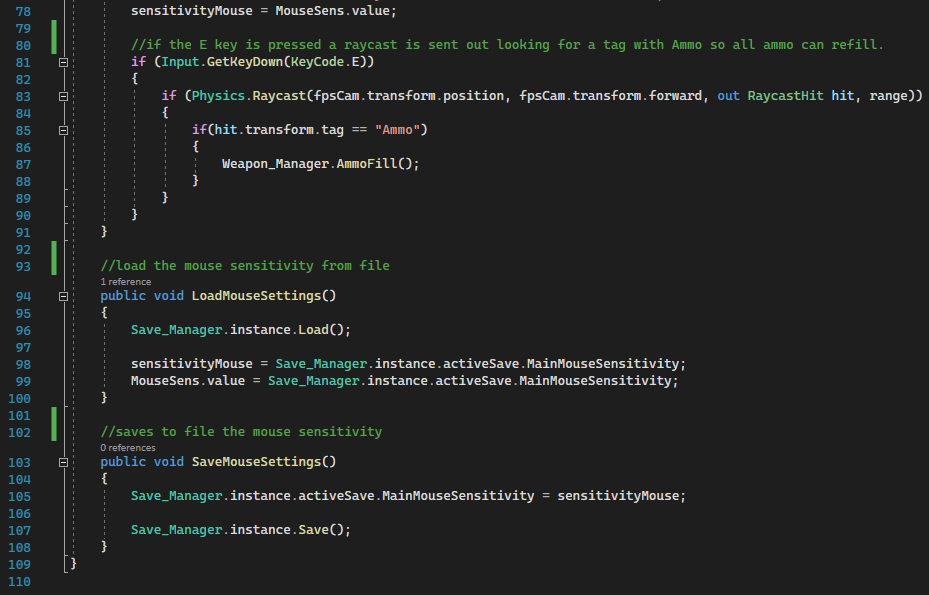 78 sensitivityMouse = MouseSens.value;
79
80 //if the E key is pressed a raycast is sent out looking for a tag with Ammo so all ammo can refill.
81 if (Input.GetKeyDown(KeyCode.E))
82 {
83 if (Physics.Raycast(fpsCam.transform.position, fpsCam.transform.forward, out RaycastHit hit, range))
84 {
85 if(hit.transform.tag == "Ammo")
86 {
87 Weapon_Manager.AmmoFill();
88 }
89 }
90 }
91 }
92
93 //load the mouse sensitivity from file
1 reference
94 public void LoadMouseSettings()
95 {
96 Save_Manager.instance.Load();
97
98 sensitivityMouse = Save_Manager.instance.activeSave.MainMouseSensitivity;
99 MouseSens.value = Save_Manager.instance.activeSave.MainMouseSensitivity;
100 }
101
102 //saves to file the mouse sensitivity
0 references
103 public void SaveMouseSettings()
104 {
105 Save_Manager.instance.activeSave.MainMouseSensitivity = sensitivityMouse;
106
107 Save_Manager.instance.Save();
108 }
109 }
110